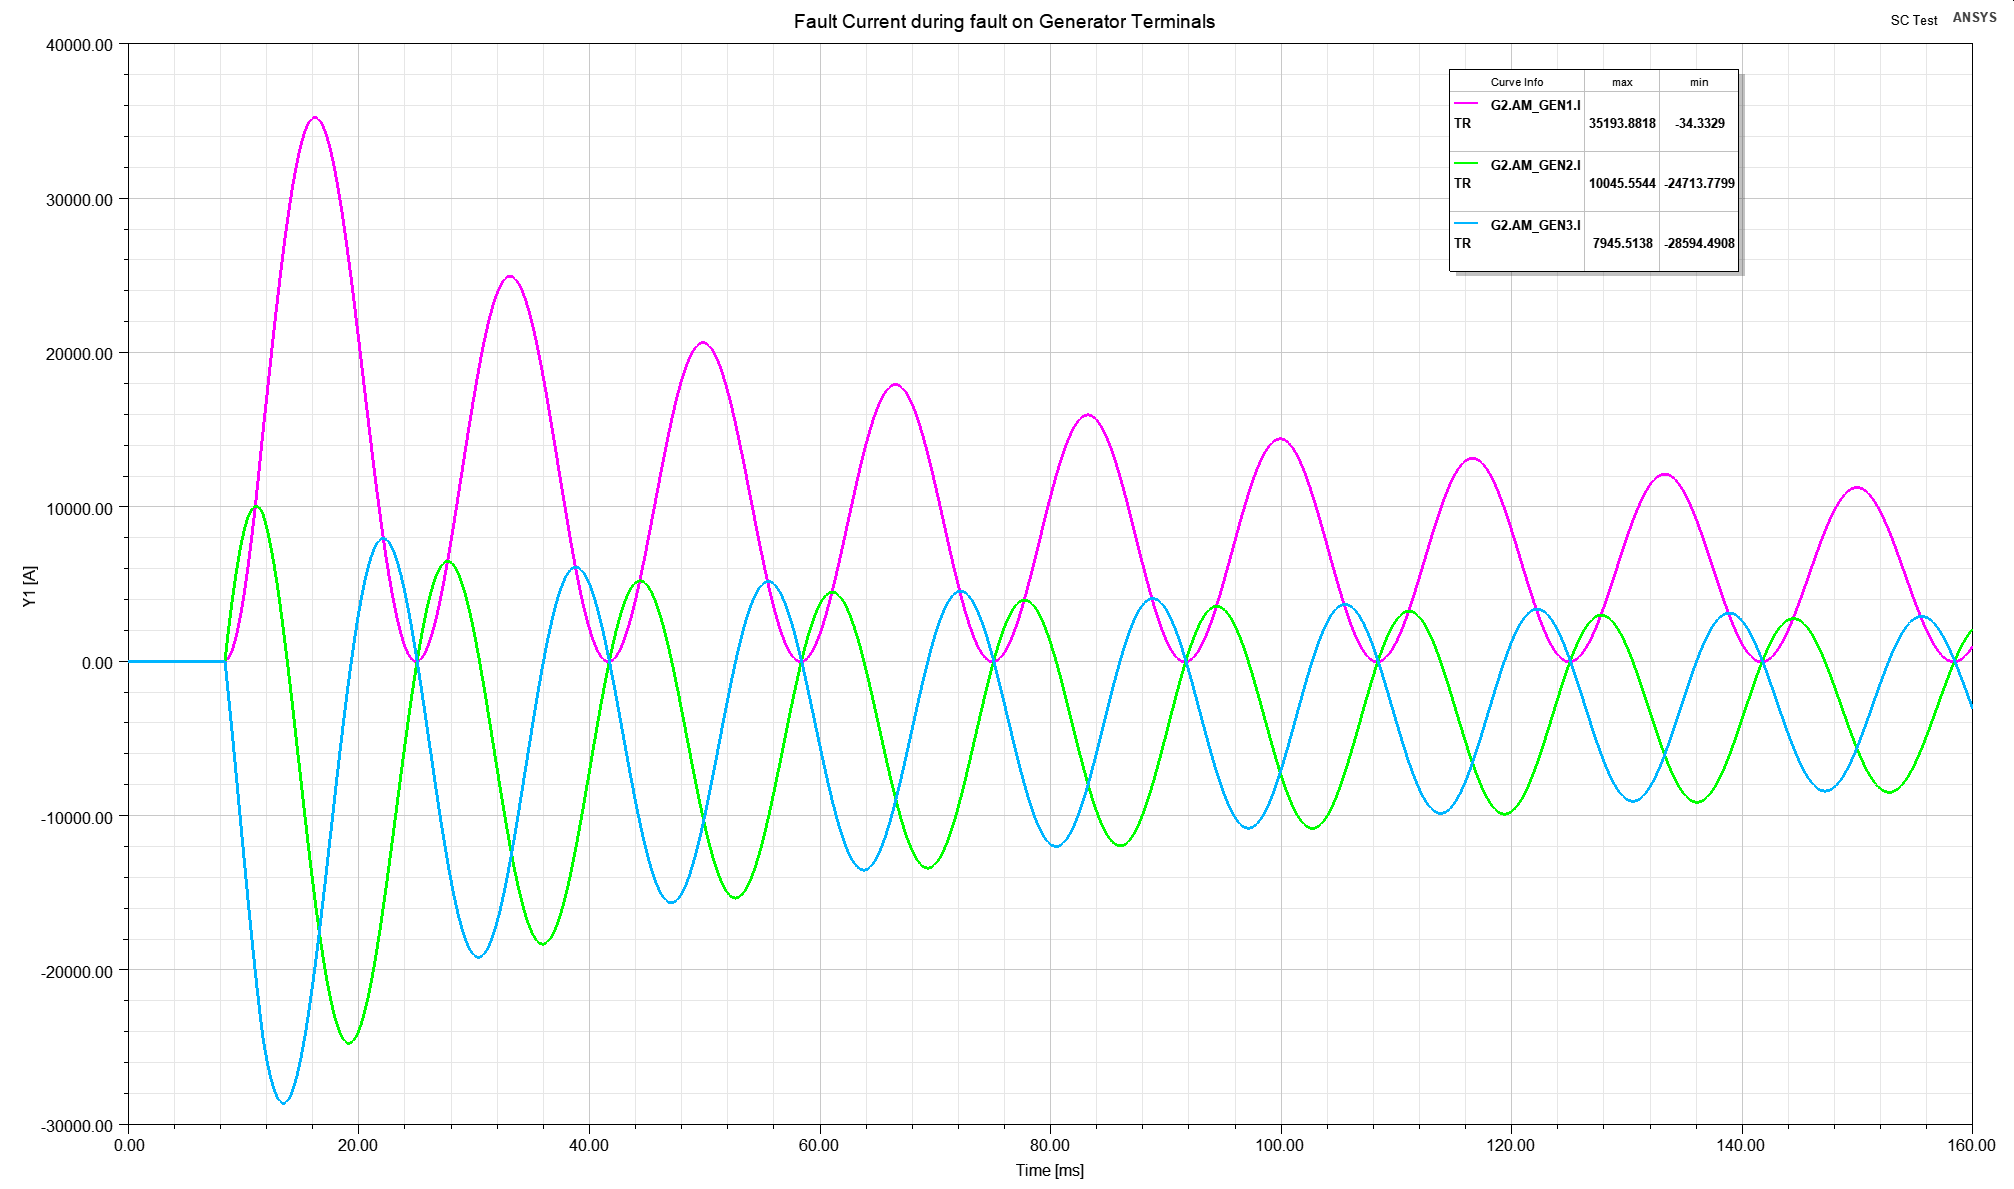 Fault Current during fault on Generator Terminals
SC Test ANSYS
40000.00
30000.00
20000.00
10000.00
0.00
-10000.00
-20000.00
-30000.00
Y1 [A]
Curve Info max min
G2.AM_GEN1.I
TR 35193.8818 -34.3329
G2.AM_GEN2.I
TR 10045.5544 -24713.7799
G2.AM_GEN3.I
TR 7945.5138 -28594.4908
0.00 20.00 40.00 60.00 80.00 100.00 120.00 140.00 160.00
Time [ms]